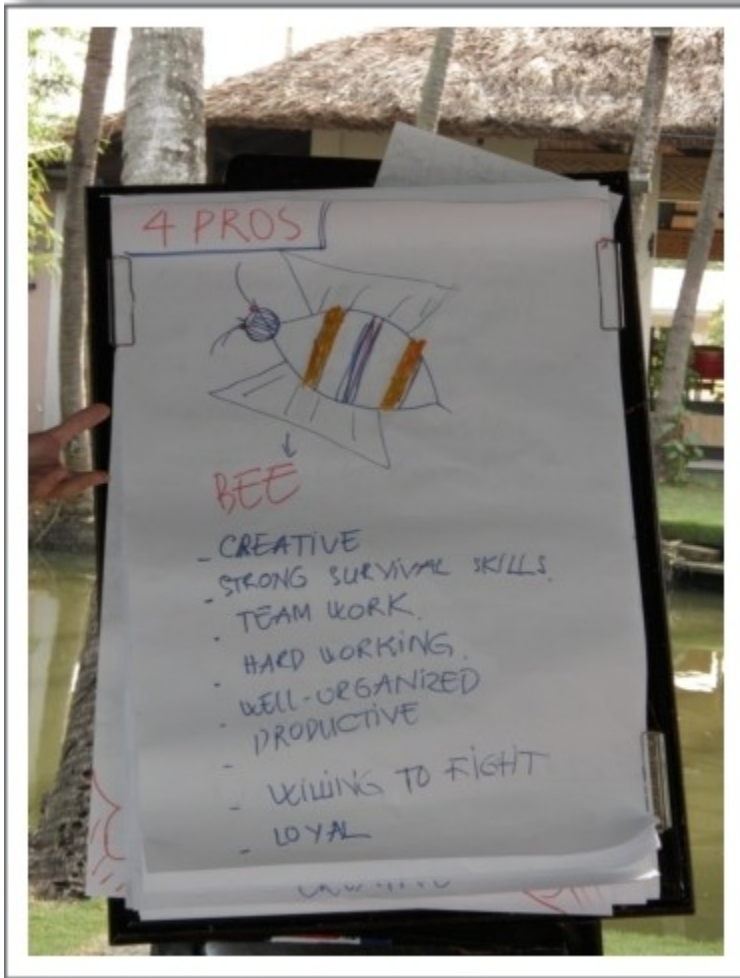 4 PROS
BEE
- CREATIVE
- STRONG SURVIVAL SKILLS.
- TEAM WORK.
- HARD WORKING.
- WELL-ORGANIZED
- PRODUCTIVE
- WILLING TO FIGHT
- LOYAL